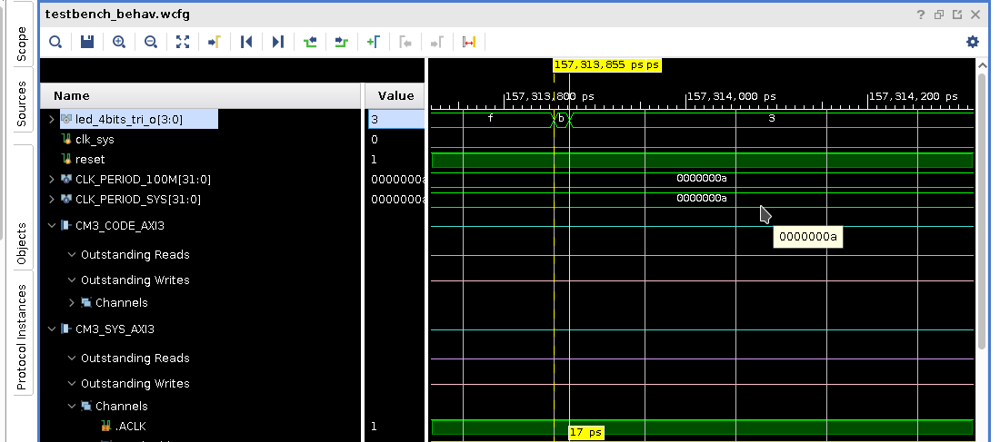 testbench_behav.wcfg
?
Scope
Sources
Objects
Protocol Instances
157,313,855 ps ps
Name Value
157,313,800 ps 157,314,000 ps 157,314,200 ps
led_4bits_tri_o[3:0] 3 f b 3
clk_sys 0
reset 1
CLK_PERIOD_100M[31:0] 0000000a 0000000a
CLK_PERIOD_SYS[31:0] 0000000a 0000000a
CM3_CODE_AXI3
0000000a
Outstanding Reads
Outstanding Writes
Channels
CM3_SYS_AXI3
Outstanding Reads
Outstanding Writes
Channels
.ACLK 1
17 ps